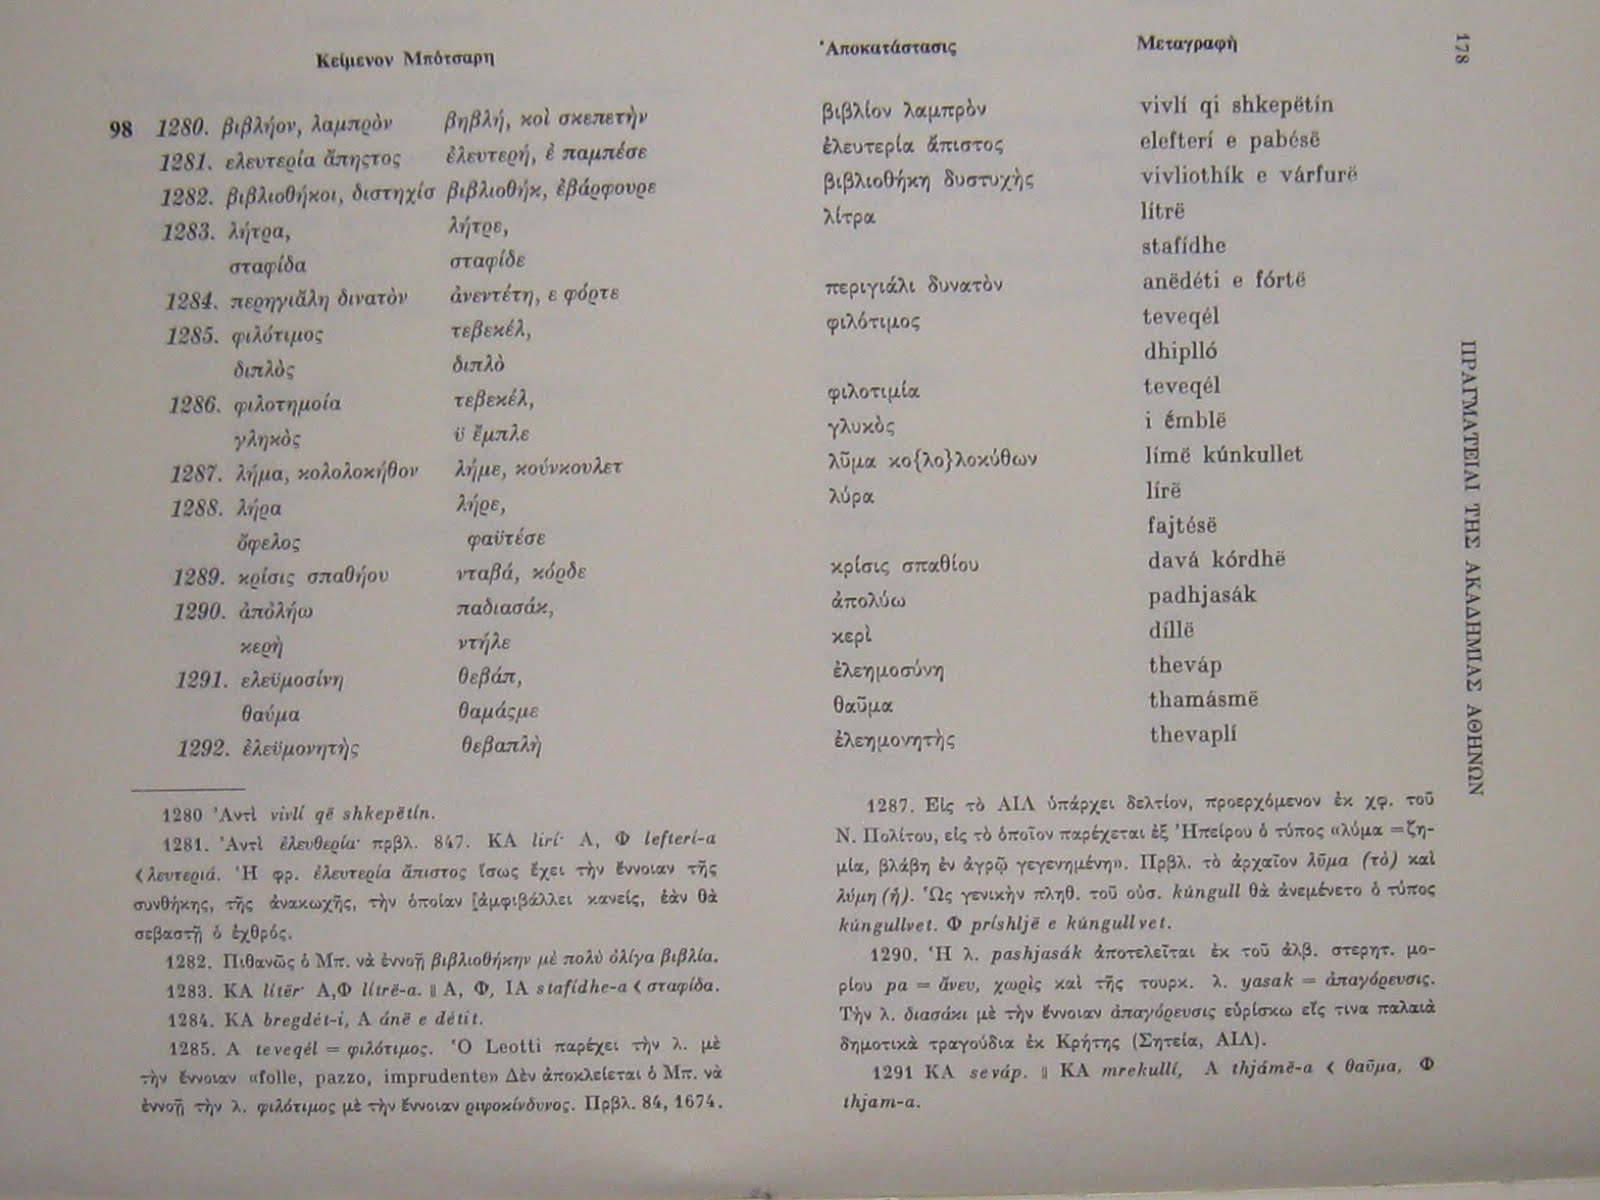 Κείμενον Μπότσαρη Ἀποκατάστασις Μεταγραφὴ 178
98 1280. βιβλήον, λαμπρὸν βηβλή, κοὶ σκεπετὴν βιβλίον λαμπρὸν vivlí qi shkepëtín
1281. ελευτερία ἄπηςτος ἐλευτερή, ἐ παμπέσε ἐλευτερία ἄπιστος elefterí e pabésë
1282. βιβλιοθήκοι, διστηχίσ βιβλιοθήκ, ἐβάρφουρε βιβλιοθήκη δυστυχὴς vivliothík e várfurë
1283. λήτρα, λήτρε, λίτρα lítrë
σταφίδα σταφίδε stafídhe
1284. περηγιἄλη δινατὸν ἀνεντέτη, ε φόρτε περιγιάλι δυνατὸν anëdéti e fórtë
1285. φιλότιμος τεβεκέλ, φιλότιμος teveqél
διπλὸς διπλὸ dhiplló
1286. φιλοτημοία τεβεκέλ, φιλοτιμία teveqél
γληκὸς ϋ ἔμπλε γλυκὸς i ëmblë
1287. λήμα, κολολοκήθον λήμε, κούνκουλετ λῦμα κο{λο}λοκύθων límë kúnkullet
1288. λήρα λήρε, λύρα lírë
ὄφελος φαϋτέσε fajtésë
1289. κρίσις σπαθήου νταβά, κόρδε κρίσις σπαθίου davá kórdhë
1290. ἀπὀλήω παδιασάκ, ἀπολύω padhjasák
κερὴ ντήλε κερὶ díllë
1291. ελεϋμοσίνη θεβάπ, ἐλεημοσύνη theváp
θαύμα θαμάςμε θαῦμα thamásmë
1292. ἐλεϋμονητὴς θεβαπλὴ ἐλεημονητὴς thevaplí
1280 Ἀντὶ vivlí që shkepëtín.
1281. Ἀντὶ ἐλευθερία· πρβλ. 847. ΚΑ lirí· Α, Φ lefterí-a
< λευτεριά. Ἡ φρ. ἐλευτερία ἄπιστος ἴσως ἔχει τὴν ἔννοιαν τῆς
συνθήκης, τῆς ἀνακωχῆς, τὴν ὁποίαν [ἀμφιβάλλει κανείς, ἐὰν θὰ
σεβαστῇ ὁ ἐχθρός.
1282. Πιθανῶς ὁ Μπ. νὰ ἐννοῇ βιβλιοθήκην μὲ πολὺ ὀλίγα βιβλία.
1283. ΚΑ lítër· Α,Φ lítrë-a. || Α, Φ, ΙΑ stafídhe-a < σταφίδα.
1284. ΚΑ bregdét-i, Α ánë e détit.
1285. Α teveqél = φιλότιμος. Ὁ Leotti παρέχει τὴν λ. μὲ
τὴν ἔννοιαν «folle, pazzo, imprudente» Δὲν ἀποκλείεται ὁ Μπ. νὰ
ἐννοῇ τὴν λ. φιλότιμος μὲ τὴν ἔννοιαν ριψοκίνδυνος. Πρβλ. 84, 1674.
1287. Εἰς τὸ ΑΙΛ ὑπάρχει δελτίον, προερχόμενον ἐκ χφ. τοῦ
Ν. Πολίτου, εἰς τὸ ὁποῖον παρέχεται ἐξ Ἠπείρου ὁ τύπος «λύμα = ζη-
μία, βλάβη ἐν ἀγρῷ γεγενημένη». Πρβλ. τὸ ἀρχαῖον λῦμα (τὸ) καὶ
λύμη (ἡ). Ὡς γενικὴν πληθ. τοῦ οὐσ. kúngull θὰ ἀνεμένετο ὁ τύπος
kúngullvet. Φ príshljë e kúngullvet.
1290. Ἡ λ. pashjasák ἀποτελεῖται ἐκ τοῦ ἀλβ. στερητ. μο-
ρίου pa = ἄνευ, χωρὶς καὶ τῆς τουρκ. λ. yasak = ἀπαγόρευσις.
Τὴν λ. διασάκι μὲ τὴν ἔννοιαν ἀπαγόρευσις εὑρίσκω εἴς τινα παλαιὰ
δημοτικὰ τραγούδια ἐκ Κρήτης (Σητεία, ΑΙΛ).
1291 ΚΑ seváp. || ΚΑ mrekullí, Α thjámë-a < θαῦμα, Φ
thjam-a.
ΠΡΑΓΜΑΤΕΙΑΙ ΤΗΣ ΑΚΑΔΗΜΙΑΣ ΑΘΗΝΩΝ